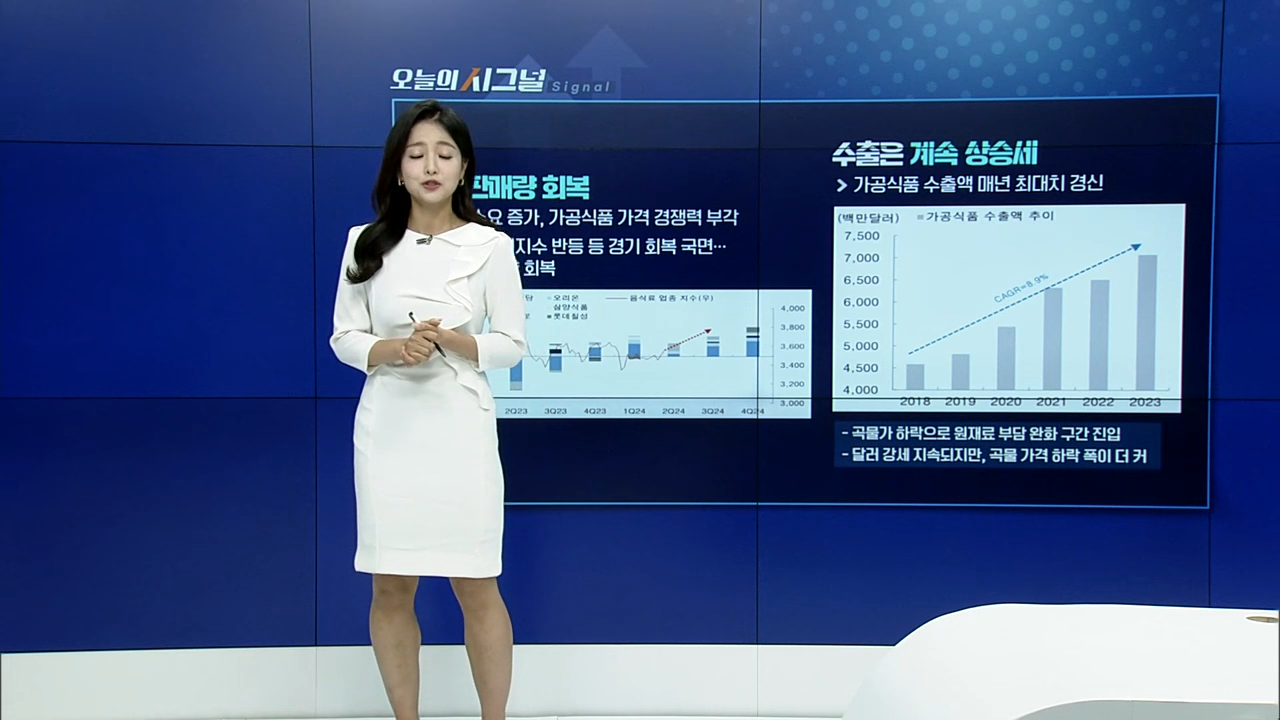 오늘의 시그널 Signal
판매량 회복
수요 증가, 가공식품 가격 경쟁력 부각
지수 반등 등 경기 회복 국면…
회복
오리온
음식료 업종 지수(우)
삼양식품
롯데칠성
4,000
3,800
3,600
3,400
3,200
3,000
2Q23 3Q23 4Q23 1Q24 2Q24 3Q24 4Q24
수출은 계속 상승세
가공식품 수출액 매년 최대치 경신
(백만달러) 가공식품 수출액 추이
7,500
7,000
6,500
6,000
5,500
5,000
4,500
4,000
CAGR=8.9%
2018 2019 2020 2021 2022 2023
- 곡물가 하락으로 원재료 부담 완화 구간 진입
- 달러 강세 지속되지만, 곡물 가격 하락 폭이 더 커